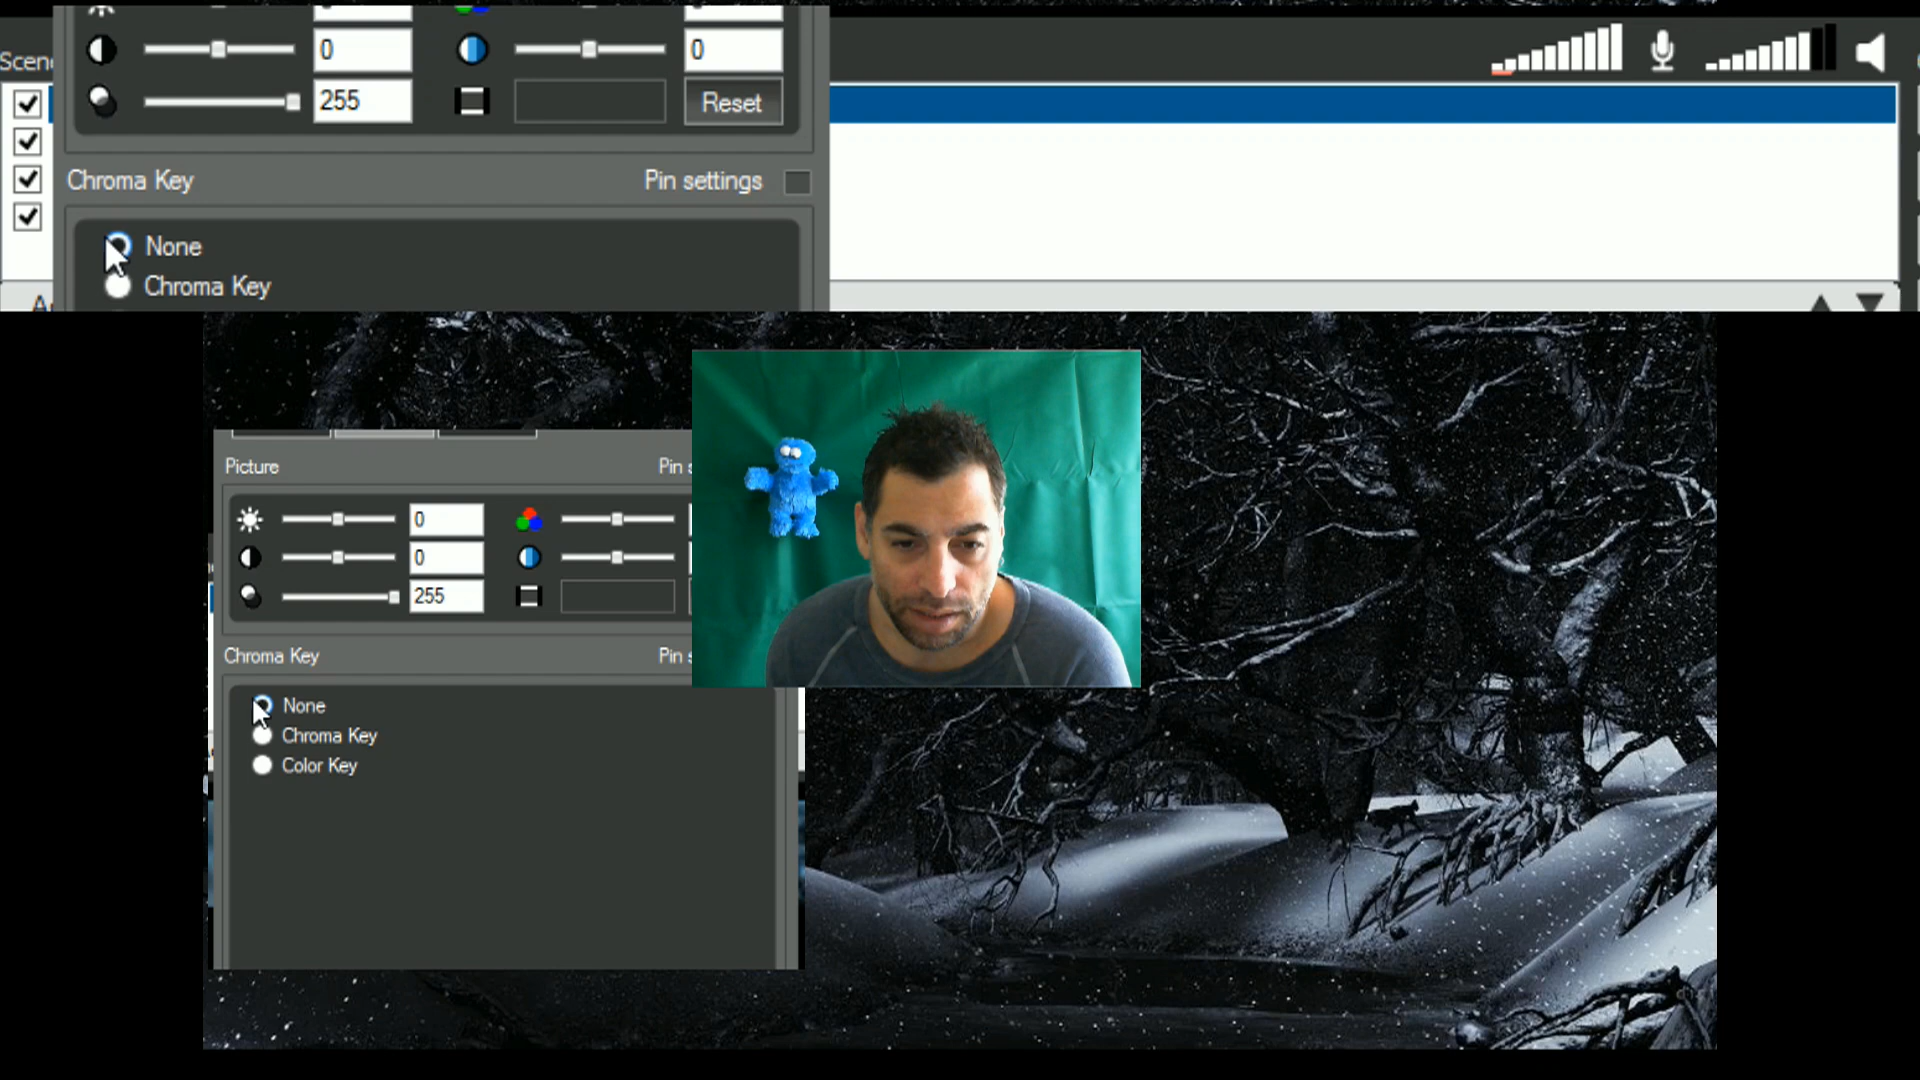 0 0
Scen
255 Reset
Chroma Key Pin settings
None
Chroma Key
Picture Pin s
0
0
255
Chroma Key Pin s
None
Chroma Key
Color Key